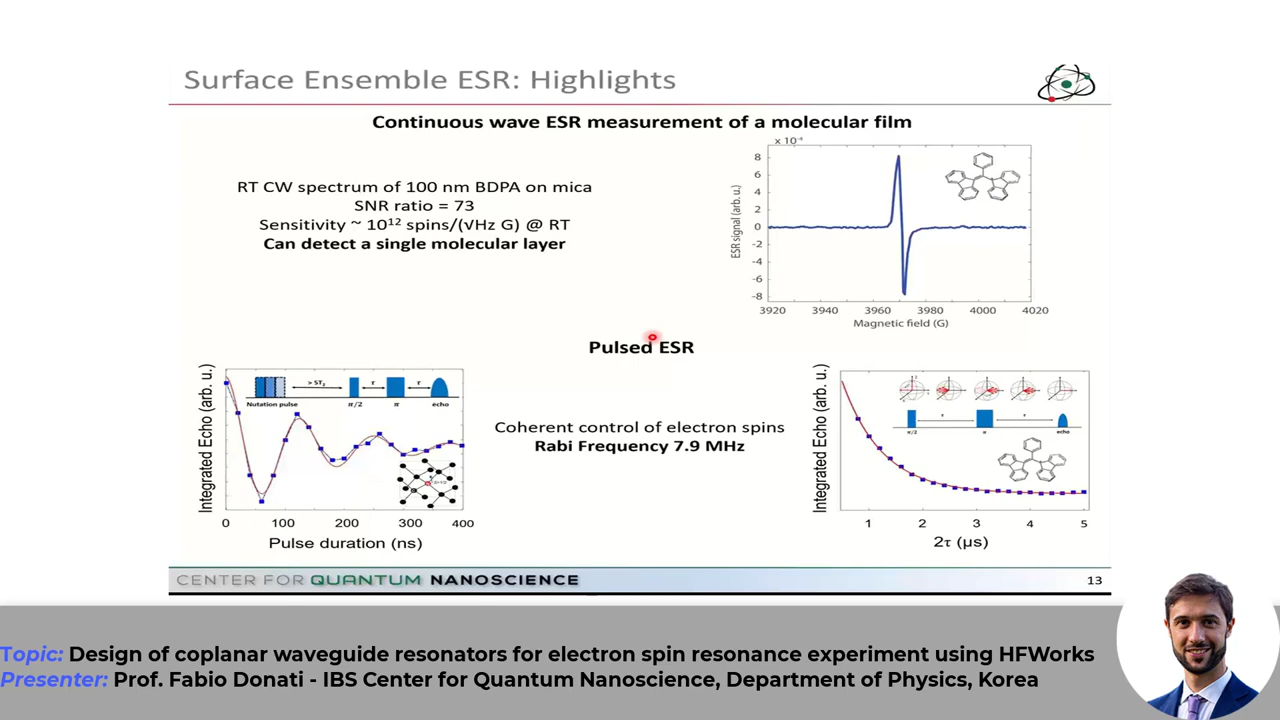 Surface Ensemble ESR: Highlights
Continuous wave ESR measurement of a molecular film
RT CW spectrum of 100 nm BDPA on mica
SNR ratio = 73
Sensitivity ~ 10¹² spins/(√Hz G) @ RT
Can detect a single molecular layer
x 10⁻⁴
ESR signal (arb. u.)
8
6
4
2
0
-2
-4
-6
-8
3920 3940 3960 3980 4000 4020
Magnetic field (G)
Pulsed ESR
Integrated Echo (arb. u.)
Nutation pulse
π/2 τ π τ echo
0 100 200 300 400
Pulse duration (ns)
Coherent control of electron spins
Rabi Frequency 7.9 MHz
Integrated Echo (arb. u.)
π/2 π echo
1 2 3 4 5
2τ (µs)
CENTER FOR QUANTUM NANOSCIENCE
13
Topic: Design of coplanar waveguide resonators for electron spin resonance experiment using HFWorks
Presenter: Prof. Fabio Donati - IBS Center for Quantum Nanoscience, Department of Physics, Korea